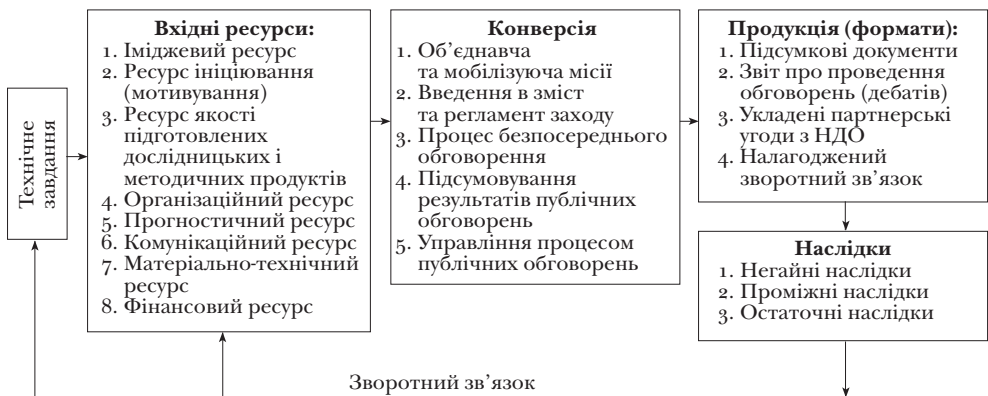 Технічне
завдання
Вхідні ресурси:
1. Іміджевий ресурс
2. Ресурс ініціювання
(мотивування)
3. Ресурс якості
підготовлених
дослідницьких і
методичних продуктів
4. Організаційний ресурс
5. Прогностичний ресурс
6. Комунікаційний ресурс
7. Матеріально-технічний
ресурс
8. Фінансовий ресурс
Конверсія
1. Об’єднавча
та мобілізуюча місії
2. Введення в зміст
та регламент заходу
3. Процес безпосереднього
обговорення
4. Підсумовування
результатів публічних
обговорень
5. Управління процесом
публічних обговорень
Продукція (формати):
1. Підсумкові документи
2. Звіт про проведення
обговорень (дебатів)
3. Укладені партнерські
угоди з НДО
4. Налагоджений
зворотний зв’язок
Наслідки
1. Негайні наслідки
2. Проміжні наслідки
3. Остаточні наслідки
Зворотний зв’язок